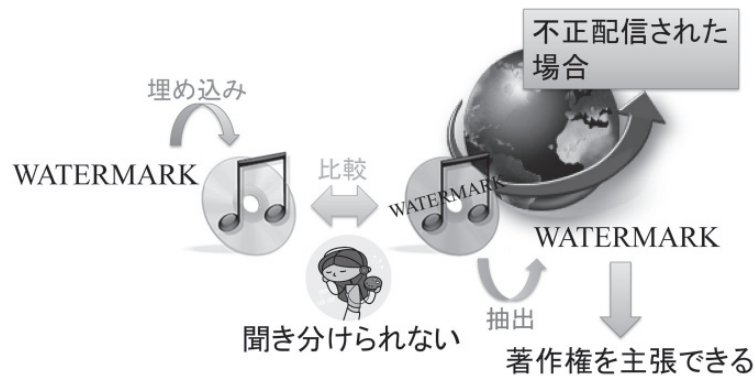 不正配信された
場合
埋め込み
WATERMARK
比較
WATERMARK
WATERMARK
聞き分けられない
抽出
著作権を主張できる